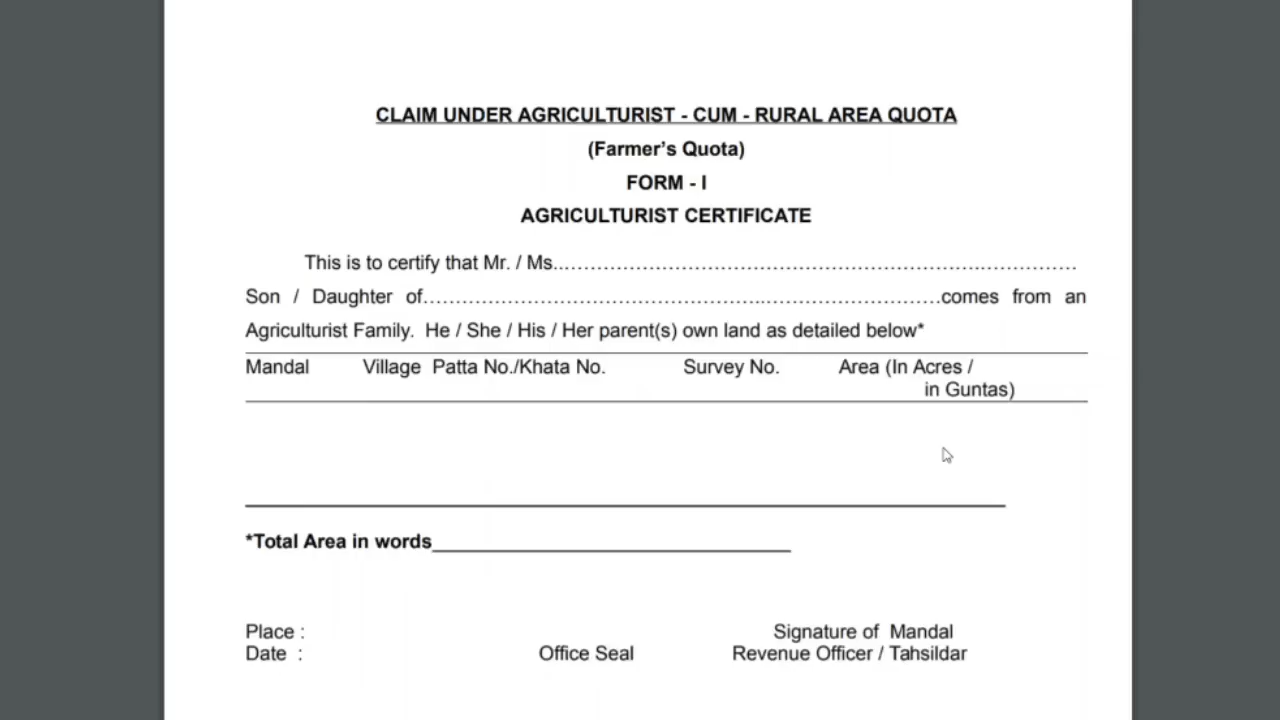 CLAIM UNDER AGRICULTURIST - CUM - RURAL AREA QUOTA
(Farmer's Quota)
FORM - I
AGRICULTURIST CERTIFICATE
This is to certify that Mr. / Ms...…………………………………………………………..…………
Son / Daughter of……………………………………………...………………………comes from an
Agriculturist Family. He / She / His / Her parent(s) own land as detailed below*
Mandal Village Patta No./Khata No. Survey No. Area (In Acres /
in Guntas)
*Total Area in words_________________________________
Place : Signature of Mandal
Date : Office Seal Revenue Officer / Tahsildar